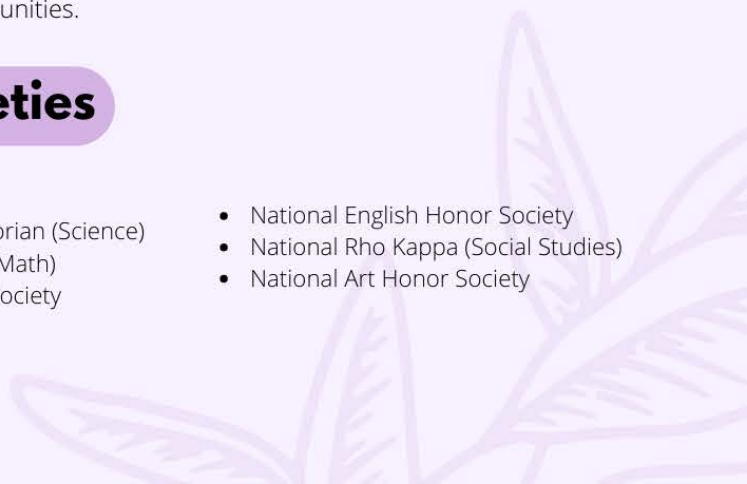 unities.
eties
orian (Science)
Math)
ociety
• National English Honor Society
• National Rho Kappa (Social Studies)
• National Art Honor Society